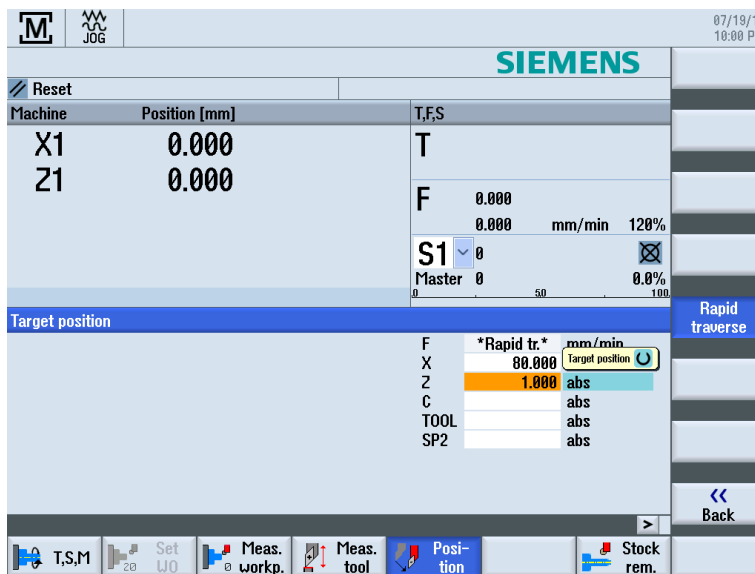 M
JOG
07/19/1
10:00 P
SIEMENS
Reset
Machine Position [mm] T,F,S
X1 0.000
Z1 0.000
T
F 0.000
0.000 mm/min 120%
S1 0
Master 0 0.0%
0 50 100
Target position
Rapid
traverse
F *Rapid tr.* mm/min
X 80.000
Target position
Z 1.000 abs
C abs
TOOL abs
SP2 abs
<<
Back
>
T,S,M
20
Set
WO
0
Meas.
workp.
Meas.
tool
Posi-
tion
Stock
rem.